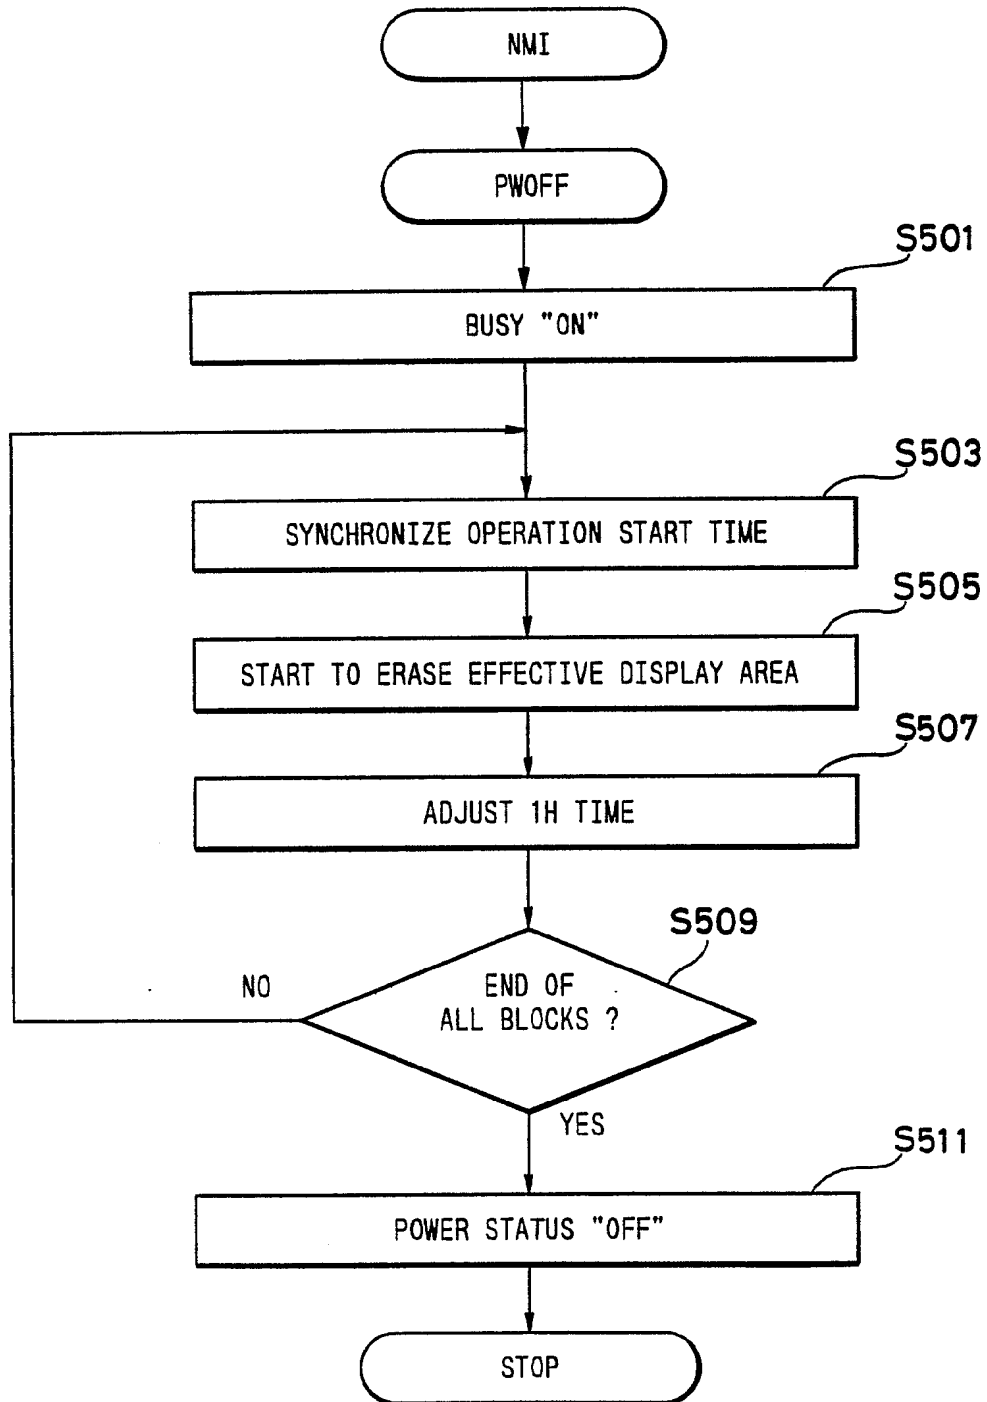 NMI
PWOFF
S501
BUSY "ON"
S503
SYNCHRONIZE OPERATION START TIME
S505
START TO ERASE EFFECTIVE DISPLAY AREA
S507
ADJUST 1H TIME
S509
END OF
ALL BLOCKS ?
NO
YES
S511
POWER STATUS "OFF"
STOP